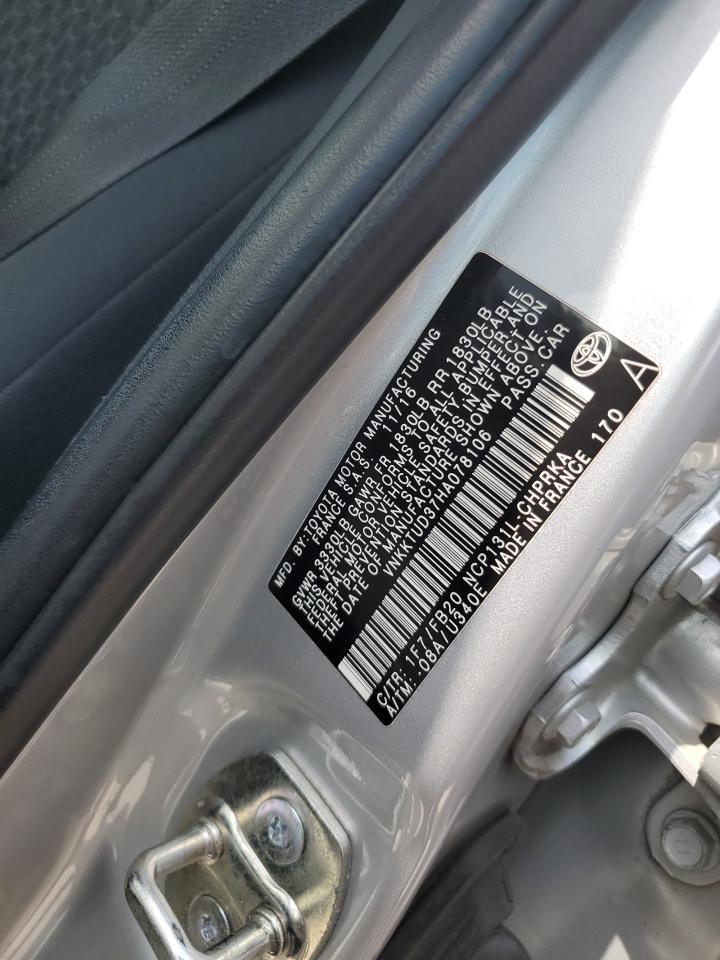 MFD. BY: TOYOTA MOTOR MANUFACTURING
FRANCE S.A.S. 11/16
GVWR 3330LB GAWR FR 1830LB RR 1830LB
THIS VEHICLE CONFORMS TO ALL APPLICABLE
FEDERAL MOTOR VEHICLE SAFETY, BUMPER, AND
THEFT PREVENTION STANDARDS IN EFFECT ON
THE DATE OF MANUFACTURE SHOWN ABOVE.
VNKKTUD37HA078106 PASS CAR
C/TR: 1F7/FB20 NCP131L-CHPRKA
A/TM: 08A/U340E MADE IN FRANCE 170 A